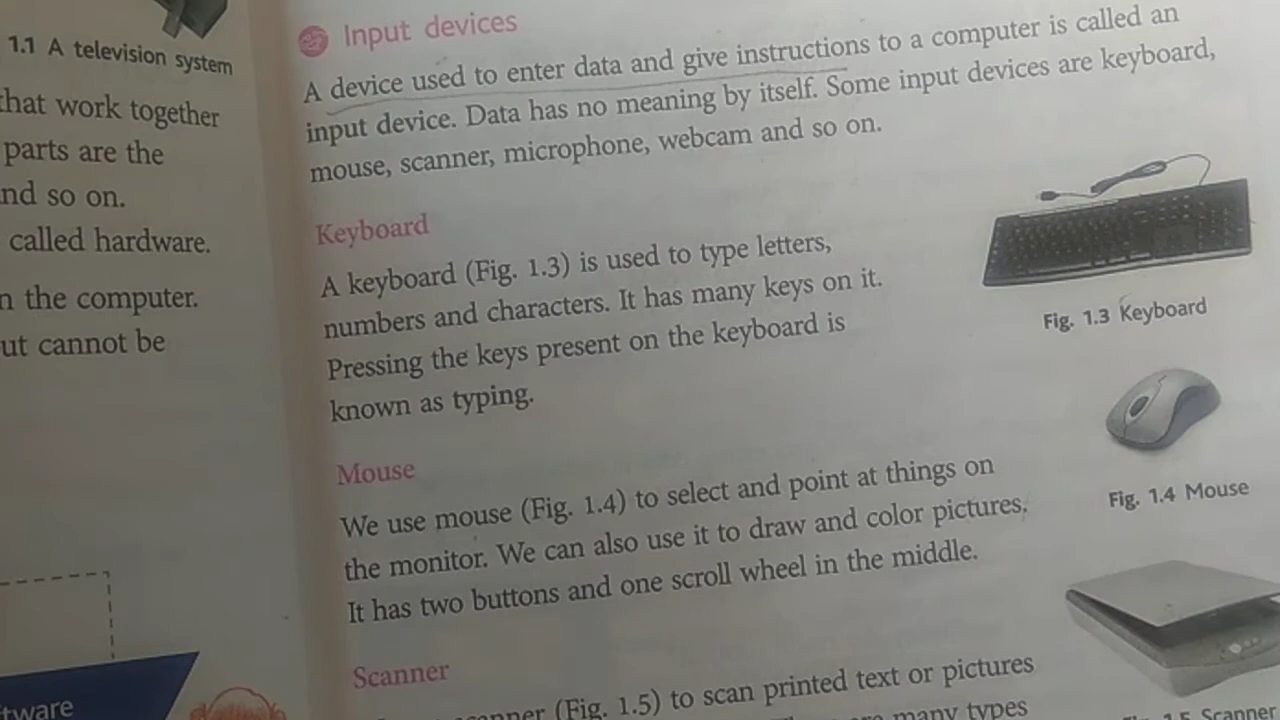 1.1 A television system
that work together
parts are the
nd so on.
called hardware.
n the computer.
ut cannot be
tware
Input devices
A device used to enter data and give instructions to a computer is called an
input device. Data has no meaning by itself. Some input devices are keyboard,
mouse, scanner, microphone, webcam and so on.
Keyboard
A keyboard (Fig. 1.3) is used to type letters,
numbers and characters. It has many keys on it.
Pressing the keys present on the keyboard is
known as typing.
Fig. 1.3 Keyboard
Mouse
We use mouse (Fig. 1.4) to select and point at things on
the monitor. We can also use it to draw and color pictures.
It has two buttons and one scroll wheel in the middle.
Fig. 1.4 Mouse
Scanner
(Fig. 1.5) to scan printed text or pictures
many types
1.5 Scanner